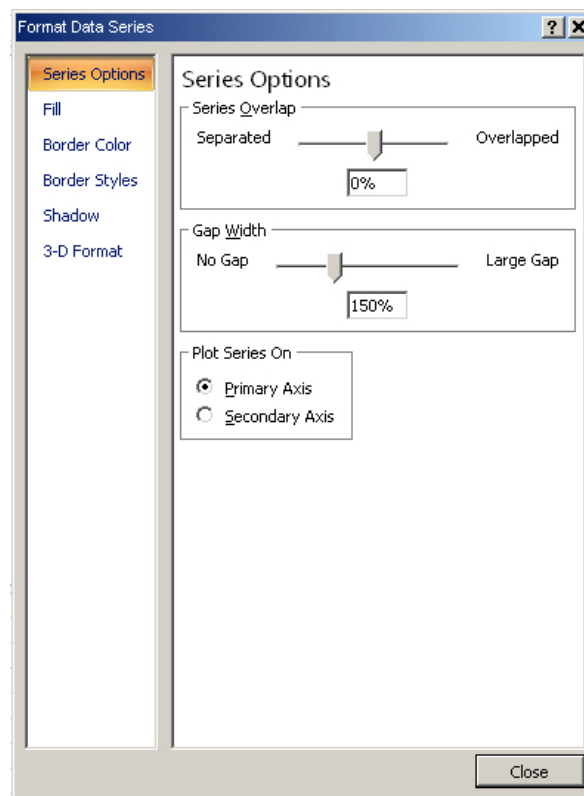 Format Data Series
Series Options
Fill
Border Color
Border Styles
Shadow
3-D Format
Series Options
Series Overlap
Separated Overlapped
0%
Gap Width
No Gap Large Gap
150%
Plot Series On
Primary Axis
Secondary Axis
Close